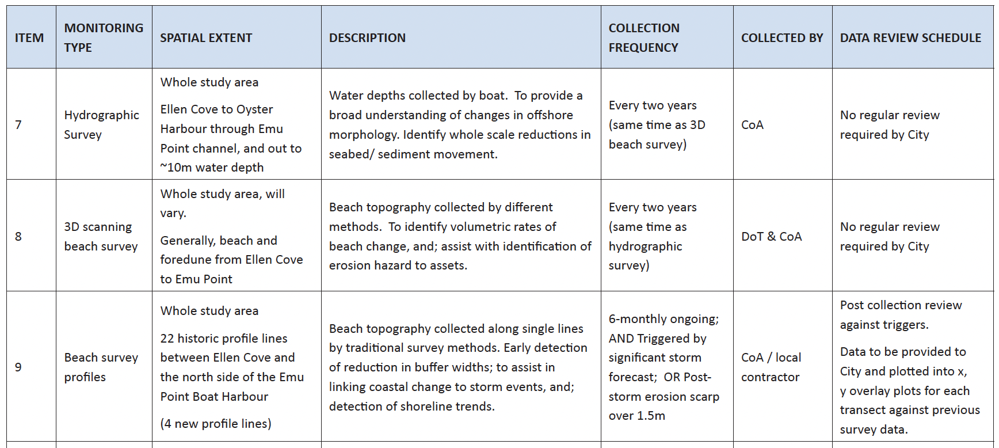 ITEM
MONITORING
TYPE
SPATIAL EXTENT
DESCRIPTION
COLLECTION
FREQUENCY
COLLECTED BY
DATA REVIEW SCHEDULE
7
Hydrographic
Survey
Whole study area
Ellen Cove to Oyster
Harbour through Emu
Point channel, and out to
~10m water depth
Water depths collected by boat.  To provide a
broad understanding of changes in offshore
morphology. Identify whole scale reductions in
seabed/ sediment movement.
Every two years
(same time as 3D
beach survey)
CoA
No regular review
required by City
8
3D scanning
beach survey
Whole study area, will
vary.
Generally, beach and
foredune from Ellen Cove
to Emu Point
Beach topography collected by different
methods.  To identify volumetric rates of
beach change, and; assist with identification of
erosion hazard to assets.
Every two years
(same time as
hydrographic
survey)
DoT & CoA
No regular review
required by City
9
Beach survey
profiles
Whole study area
22 historic profile lines
between Ellen Cove and
the north side of the Emu
Point Boat Harbour
(4 new profile lines)
Beach topography collected along single lines
by traditional survey methods. Early detection
of reduction in buffer widths; to assist in
linking coastal change to storm events, and;
detection of shoreline trends.
6-monthly ongoing;
AND Triggered by
significant storm
forecast;  OR Post-
storm erosion scarp
over 1.5m
CoA / local
contractor
Post collection review
against triggers.
Data to be provided to
City and plotted into x,
y overlay plots for each
transect against previous
survey data.